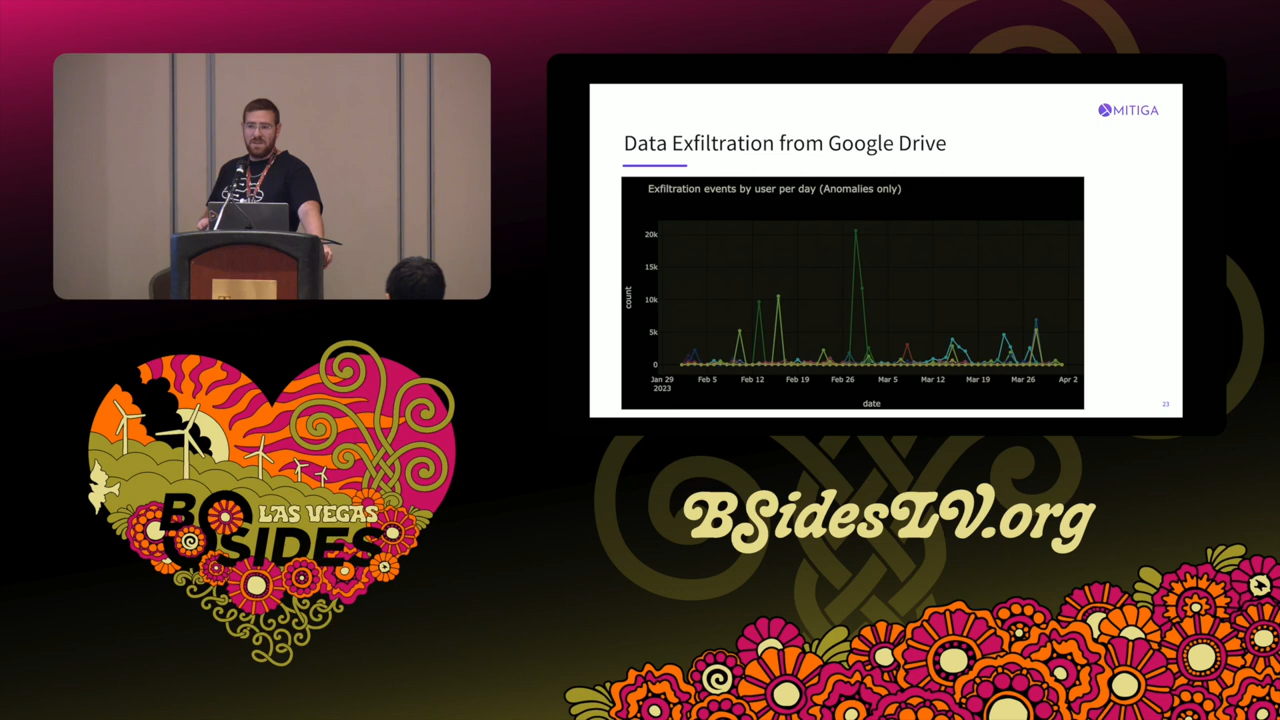 MITIGA
Data Exfiltration from Google Drive
Exfiltration events by user per day (Anomalies only)
20k
15k
10k
5k
0
count
Jan 29
2023
Feb 5
Feb 12
Feb 19
Feb 26
Mar 5
Mar 12
Mar 19
Mar 26
Apr 2
date
23
BSIDES
LAS VEGAS
23
BSidesLV.org